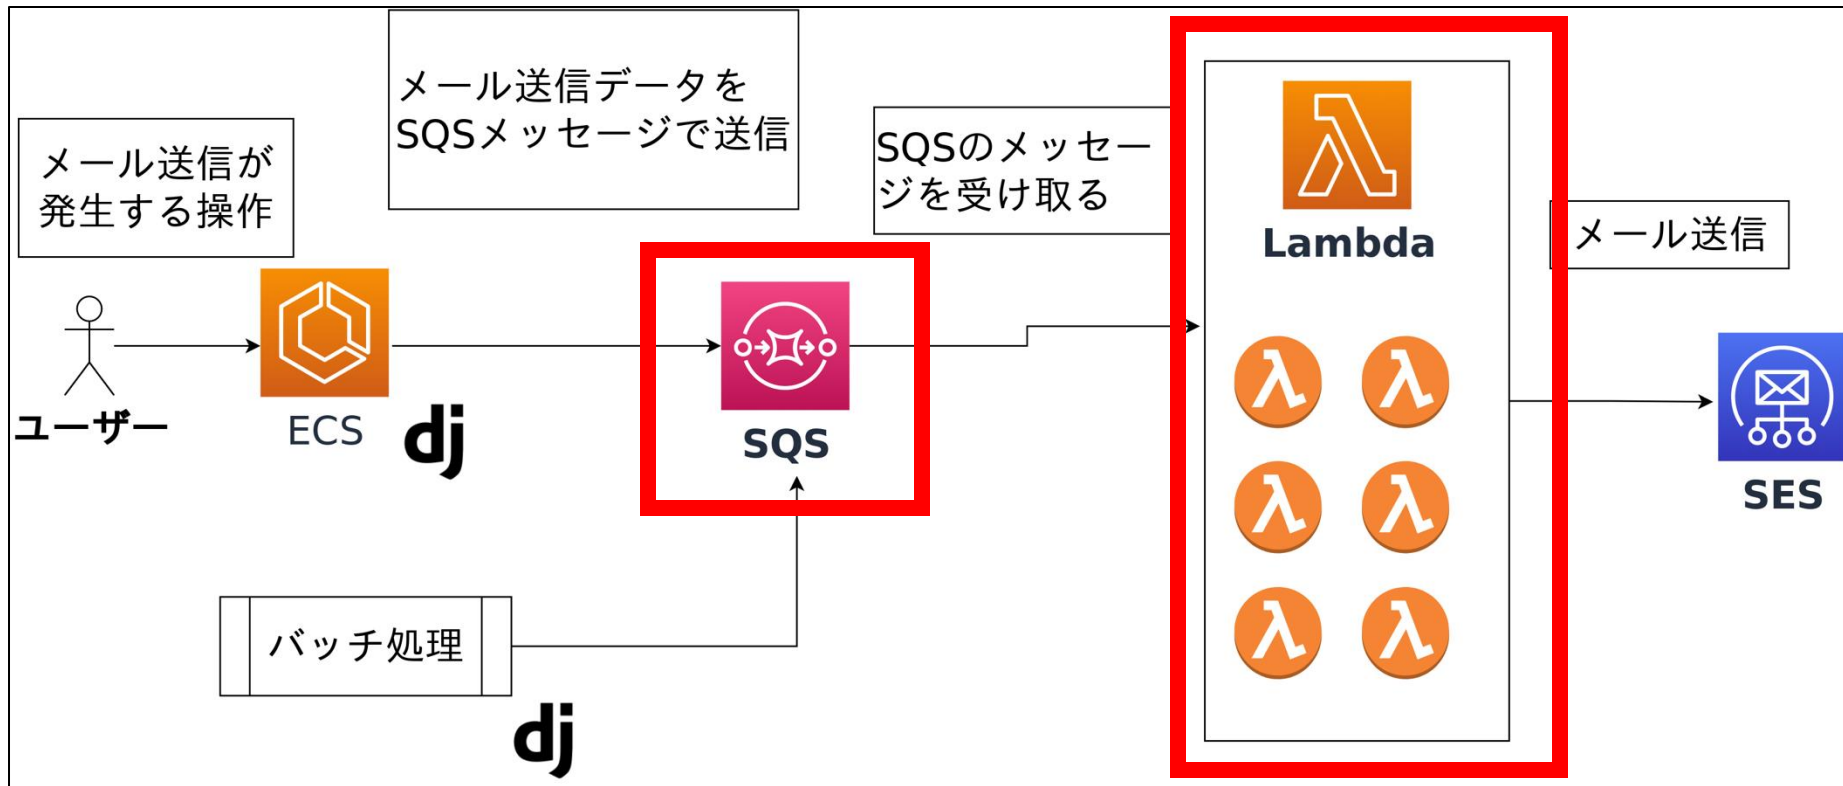 メール送信が
発生する操作
メール送信データを
SQSメッセージで送信
SQSのメッセー
ジを受け取る
Lambda
メール送信
ユーザー
ECS
dj
SQS
SES
バッチ処理
dj